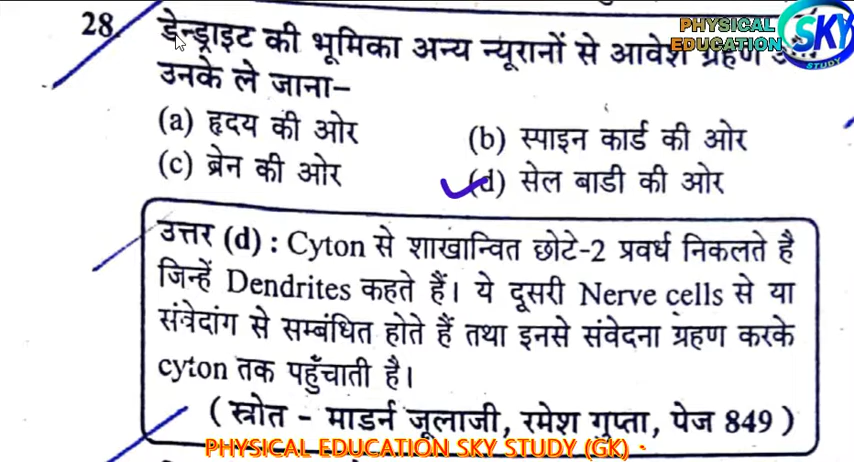 28. डेन्ड्राइट की भूमिका अन्य न्यूरानों से आवेश ग्रहण
उनके ले जाना–
(a) हृदय की ओर
(b) स्पाइन कार्ड की ओर
(c) ब्रेन की ओर
(d) सेल बाडी की ओर
उत्तर (d) : Cyton से शाखान्वित छोटे-2 प्रवर्ध निकलते है
जिन्हें Dendrites कहते हैं। ये दूसरी Nerve cells से या
संत्रेदांग से सम्बंधित होते हैं तथा इनसे संवेदना ग्रहण करके
cyton तक पहुँचाती है।
( स्त्रोत - माडर्न जूलाजी, रमेश गुप्ता, पेज 849 )
PHYSICAL
EDUCATION
SKY
STUDY
PHYSICAL EDUCATION SKY STUDY (GK)